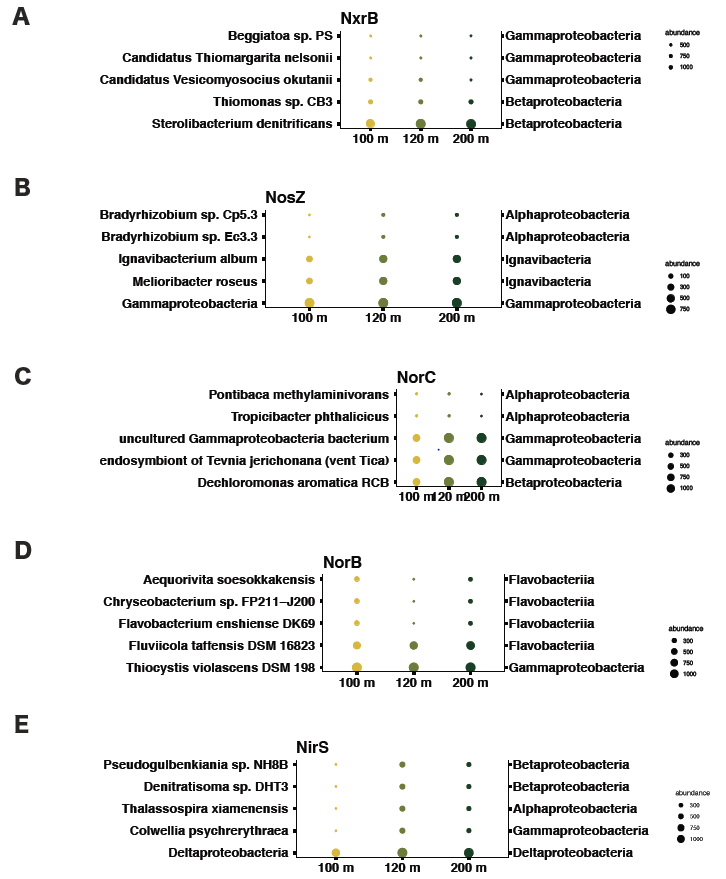 A
NxrB
abundance
Beggiatoa sp. PS Gammaproteobacteria
500
Candidatus Thiomargarita nelsonii Gammaproteobacteria
750
1000
Candidatus Vesicomyosocius okutanii Gammaproteobacteria
Thiomonas sp. CB3 Betaproteobacteria
Sterolibacterium denitrificans Betaproteobacteria
100 m 120 m 200 m
B
NosZ
Bradyrhizobium sp. Cp5.3 Alphaproteobacteria
Bradyrhizobium sp. Ec3.3 Alphaproteobacteria
Ignavibacterium album Ignavibacteria
abundance
100
Melioribacter roseus Ignavibacteria
300
500
Gammaproteobacteria Gammaproteobacteria
750
100 m 120 m 200 m
C
NorC
Pontibaca methylaminivorans Alphaproteobacteria
Tropicibacter phthalicicus Alphaproteobacteria
uncultured Gammaproteobacteria bacterium Gammaproteobacteria
abundance
300
endosymbiont of Tevnia jerichonana (vent Tica) Gammaproteobacteria
500
750
Dechloromonas aromatica RCB Betaproteobacteria
1000
100 m 120 m 200 m
D
NorB
Aequorivita soesokkakensis Flavobacteriia
Chryseobacterium sp. FP211–J200 Flavobacteriia
Flavobacterium enshiense DK69 Flavobacteriia
abundance
300
Fluviicola taffensis DSM 16823 Flavobacteriia
500
750
Thiocystis violascens DSM 198 Gammaproteobacteria
1000
100 m 120 m 200 m
E
NirS
Pseudogulbenkiania sp. NH8B Betaproteobacteria
Denitratisoma sp. DHT3 Betaproteobacteria
abundance
300
Thalassospira xiamenensis Alphaproteobacteria
500
750
Colwellia psychrerythraea Gammaproteobacteria
1000
Deltaproteobacteria Deltaproteobacteria
100 m 120 m 200 m